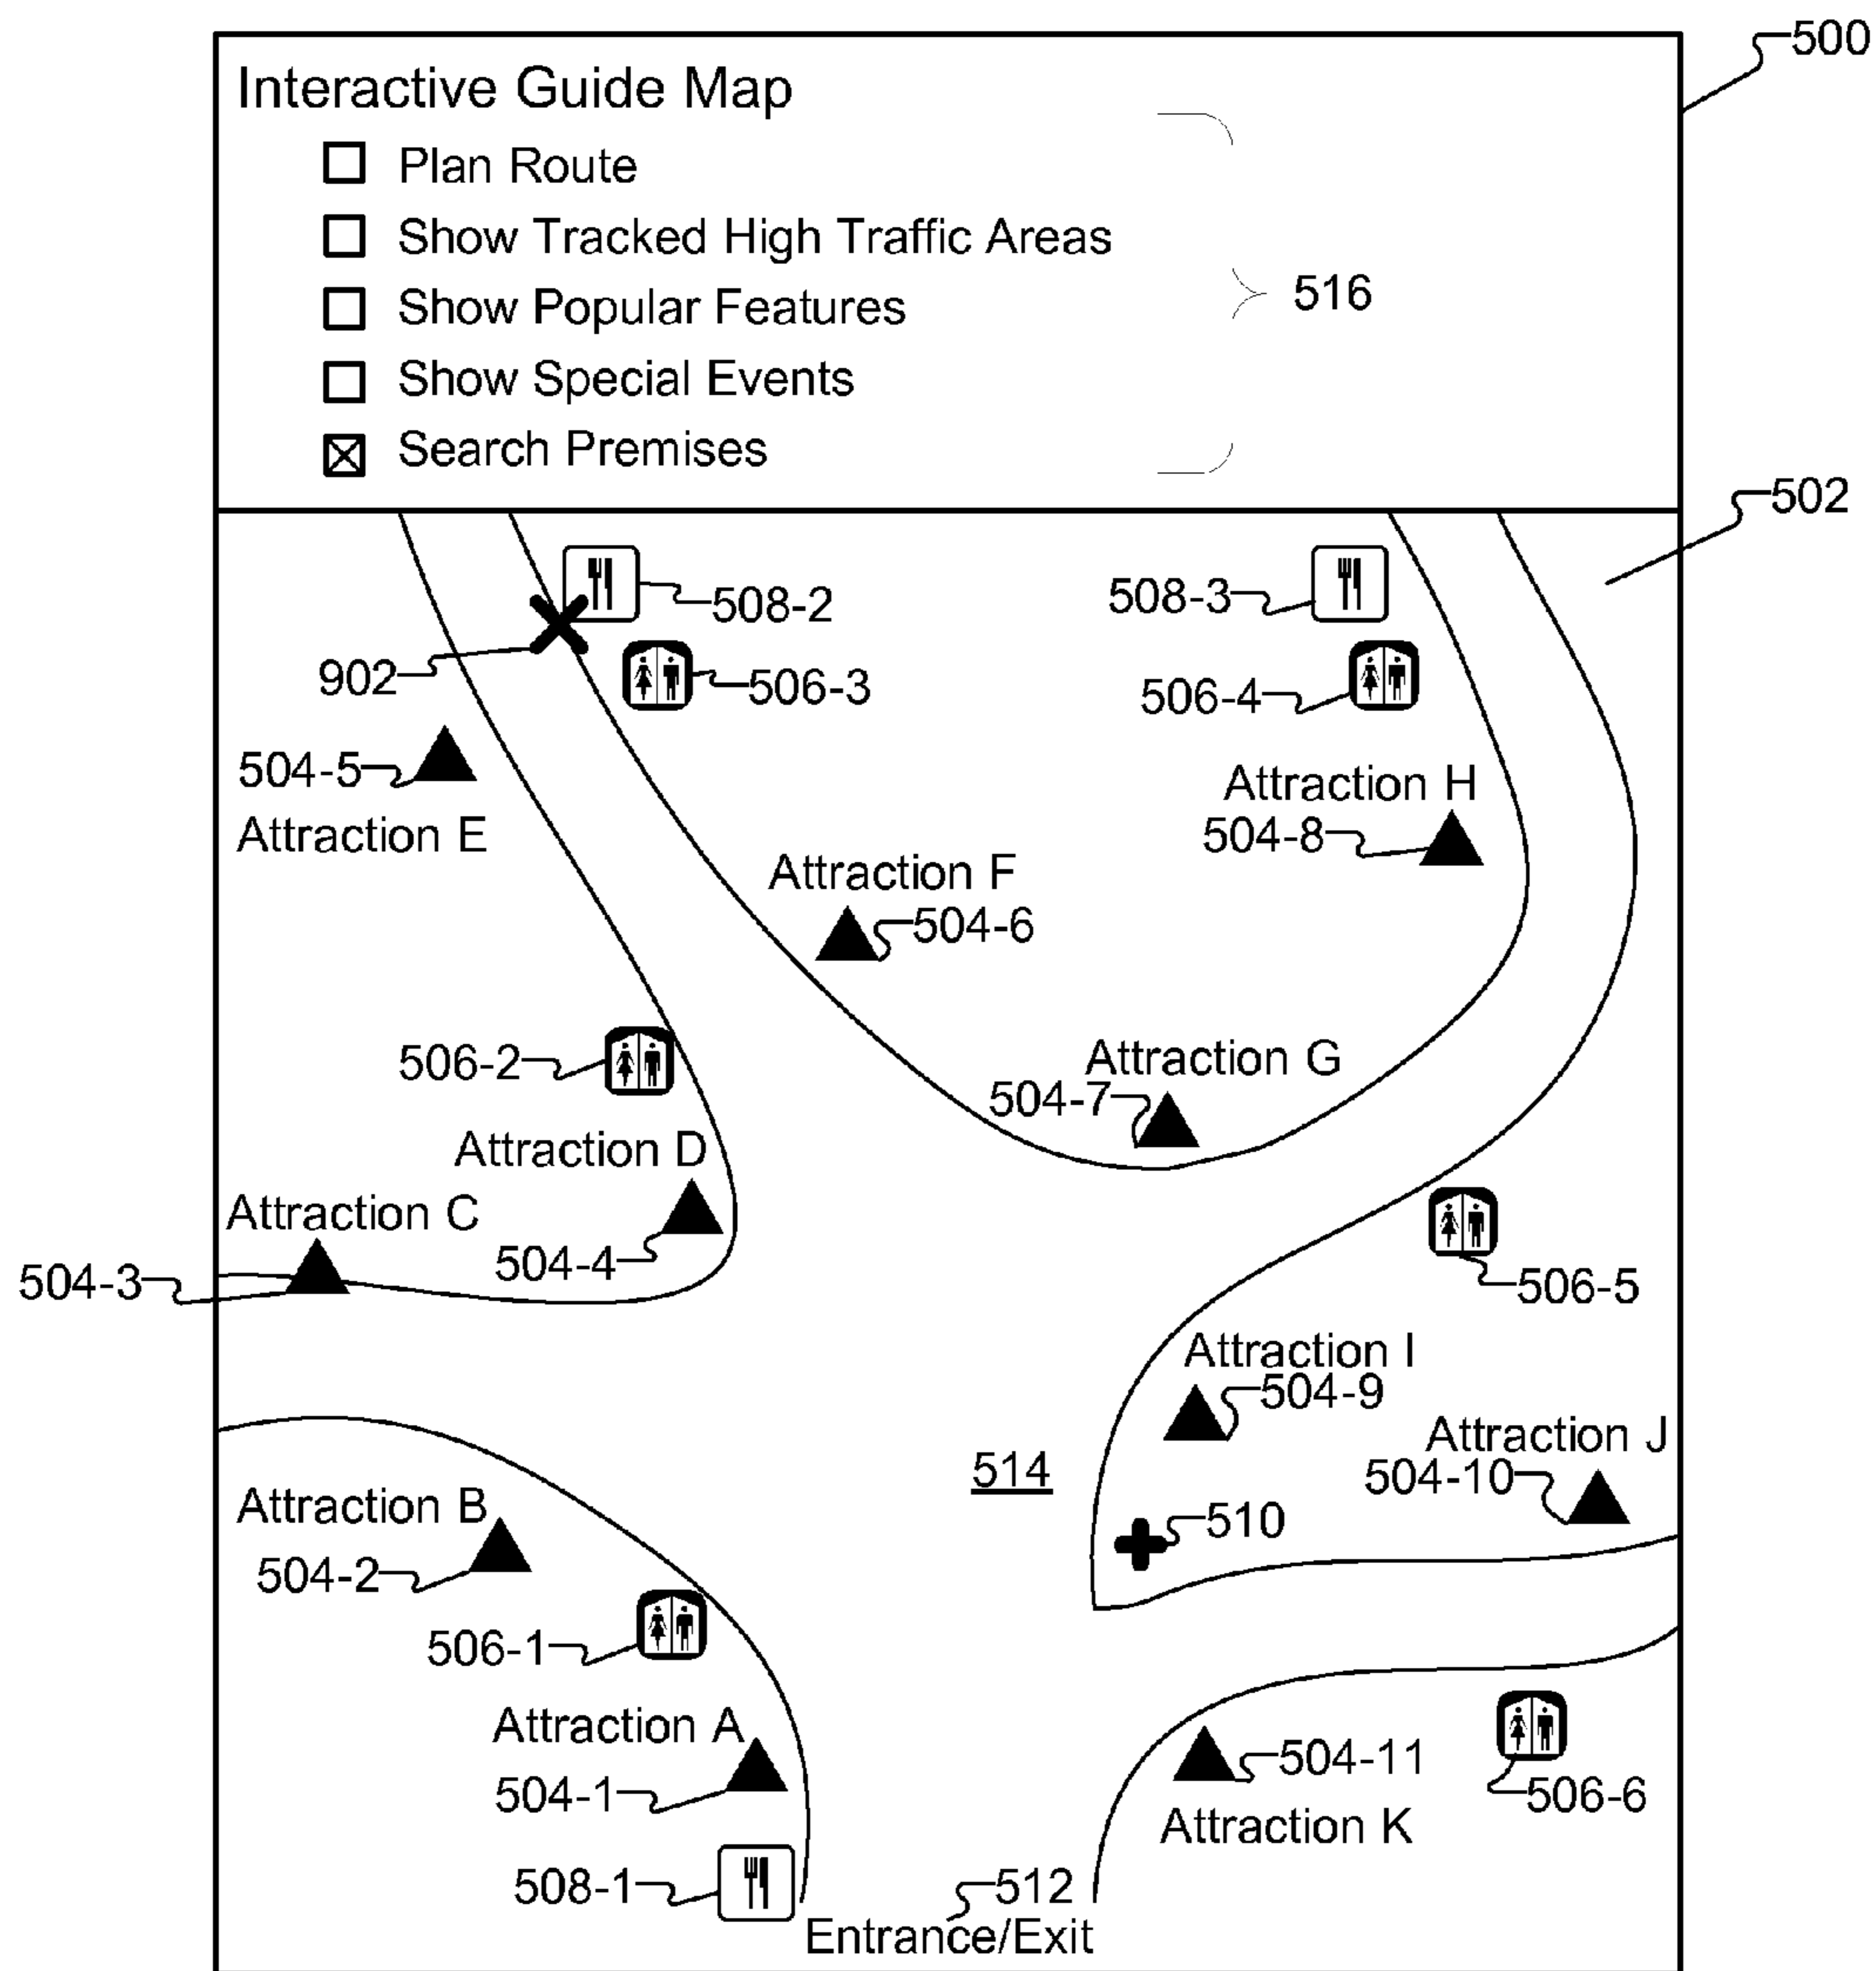 500
Interactive Guide Map
Plan Route
Show Tracked High Traffic Areas
Show Popular Features
516
Show Special Events
Search Premises
502
508-2
508-3
902
506-3
506-4
504-5
Attraction E
Attraction H
504-8
Attraction F
504-6
506-2
Attraction G
504-7
Attraction D
Attraction C
504-4
504-3
506-5
Attraction I
504-9
Attraction J
504-10
514
510
Attraction B
504-2
506-1
Attraction A
504-1
504-11
506-6
Attraction K
508-1
512
Entrance/Exit